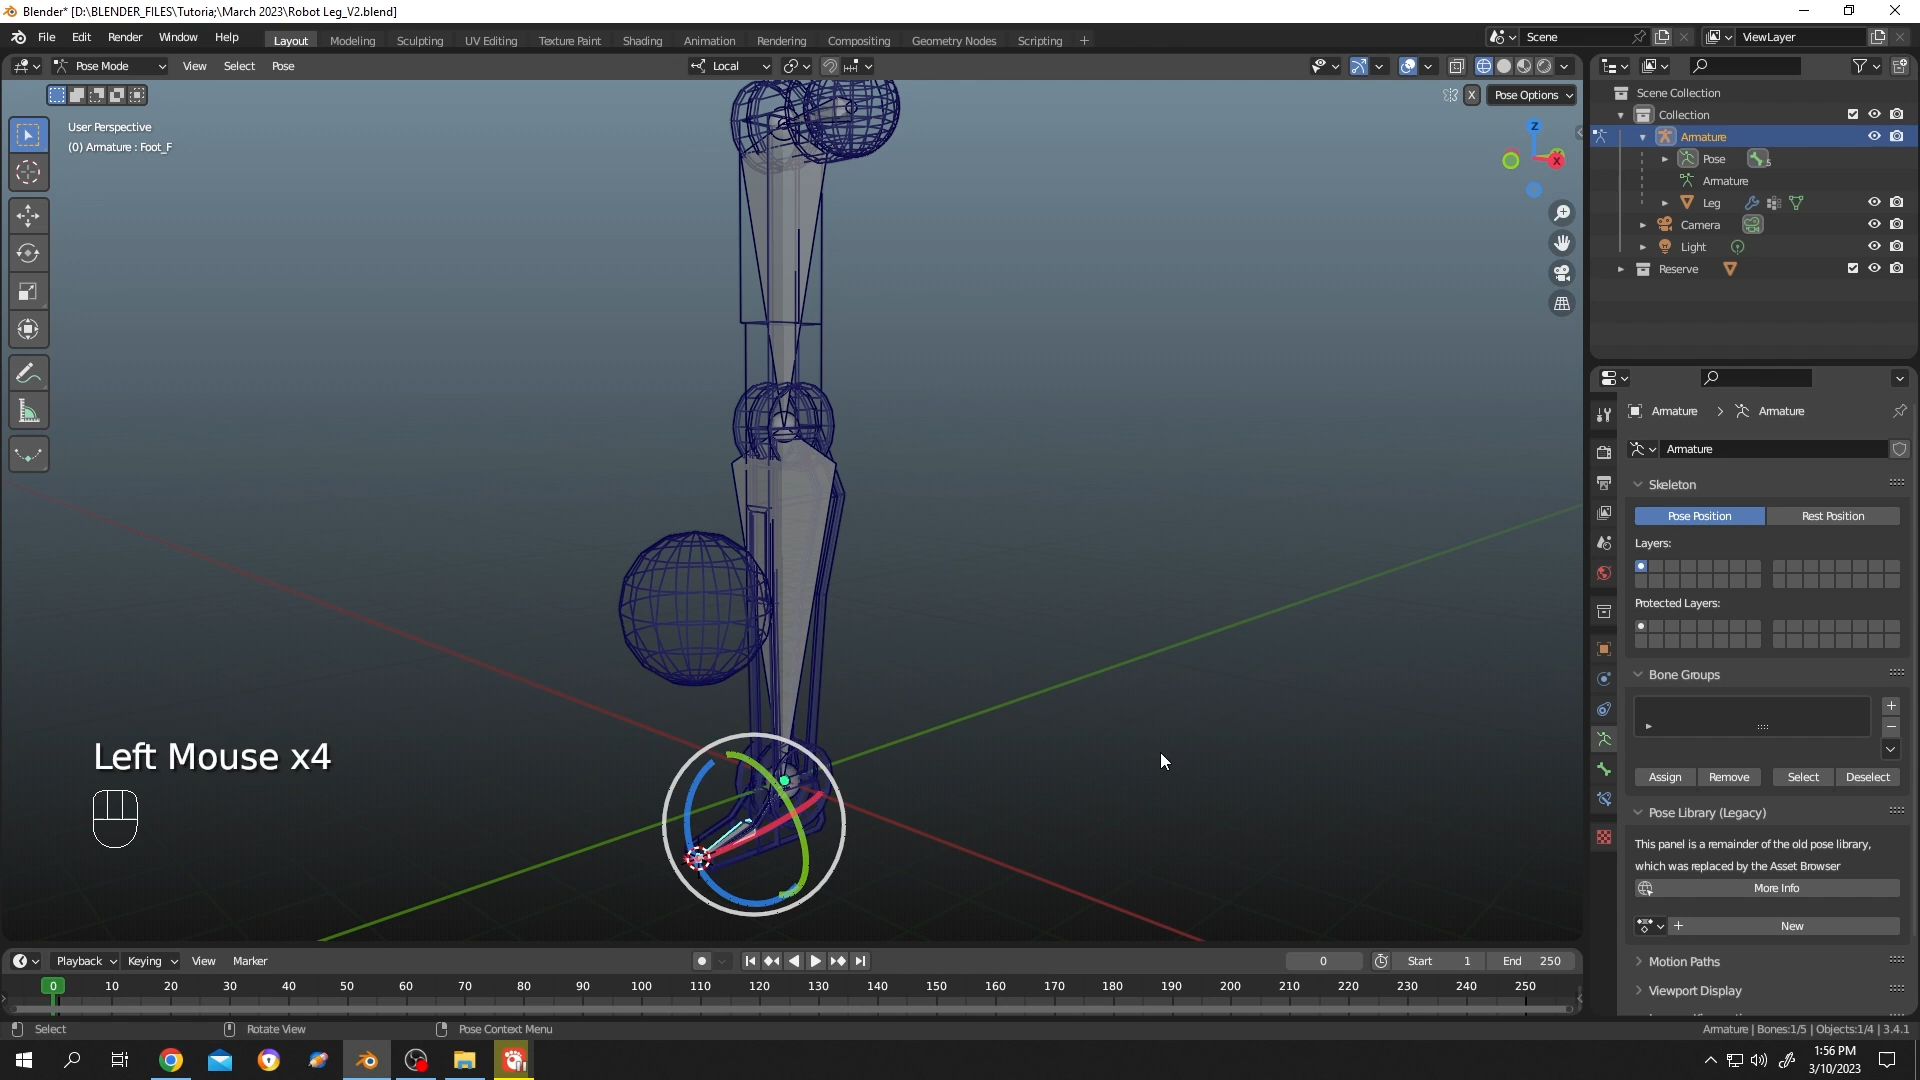 Blender* [D:\BLENDER_FILES\Tutoria;\March 2023\Robot Leg_V2.blend]
File Edit Render Window Help Layout Modeling Sculpting UV Editing Texture Paint Shading Animation Rendering Compositing Geometry Nodes Scripting + Scene ViewLayer
Pose Mode View Select Pose Local
X Pose Options
User Perspective
(0) Armature : Foot_F
Z
X
Scene Collection
Collection
Armature
Pose 5
Armature
Leg
Camera
Light
Reserve
Armature > Armature
Armature
Skeleton
Pose Position Rest Position
Layers:
Protected Layers:
Bone Groups
Assign Remove Select Deselect
Pose Library (Legacy)
This panel is a remainder of the old pose library,
which was replaced by the Asset Browser
More Info
New
Motion Paths
Viewport Display
Left Mouse x4
Playback Keying View Marker 0 Start 1 End 250
0 10 20 30 40 50 60 70 80 90 100 110 120 130 140 150 160 170 180 190 200 210 220 230 240 250
Select Rotate View Pose Context Menu Armature | Bones:1/5 | Objects:1/4 | 3.4.1
1:56 PM
3/10/2023